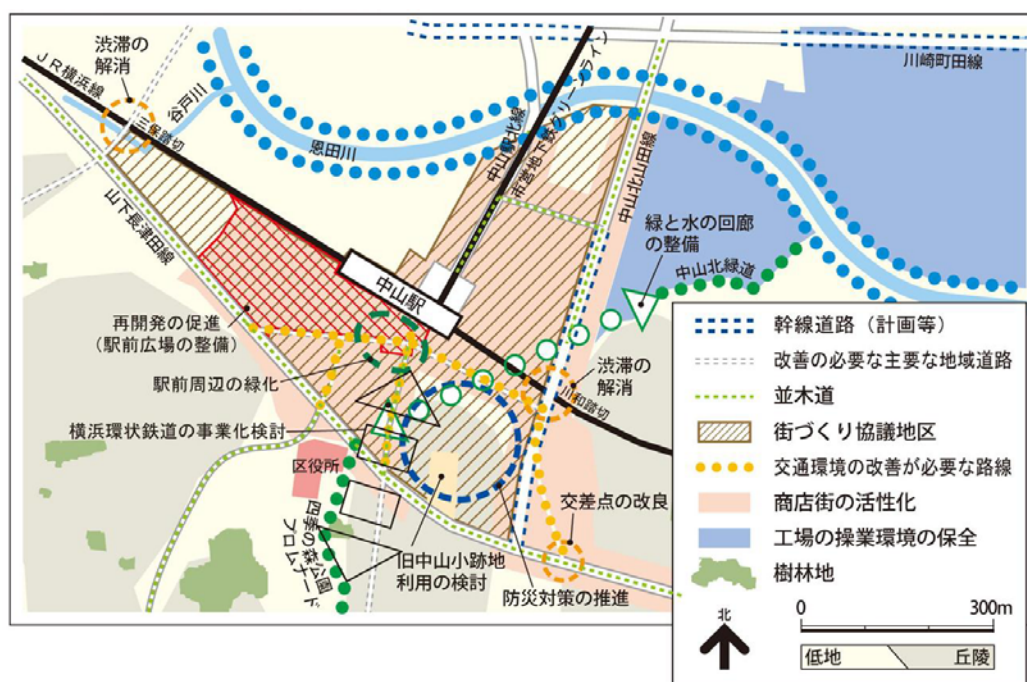 渋滞の
解消
JR横浜線
三保踏切
谷戸川
恩田川
中山駅北線
市営地下鉄グリーンライン
中山北山田線
川崎町田線
山下長津田線
緑と水の回廊
の整備
中山北緑道
中山駅
再開発の促進
（駅前広場の整備）
駅前周辺の緑化
横浜環状鉄道の事業化検討
区役所
四季の森公園
プロムナード
旧中山小跡地
利用の検討
防災対策の推進
交差点の改良
渋滞の
解消
川和踏切
幹線道路（計画等）
改善の必要な主要な地域道路
並木道
街づくり協議地区
交通環境の改善が必要な路線
商店街の活性化
工場の操業環境の保全
樹林地
北
0 300m
低地 丘陵